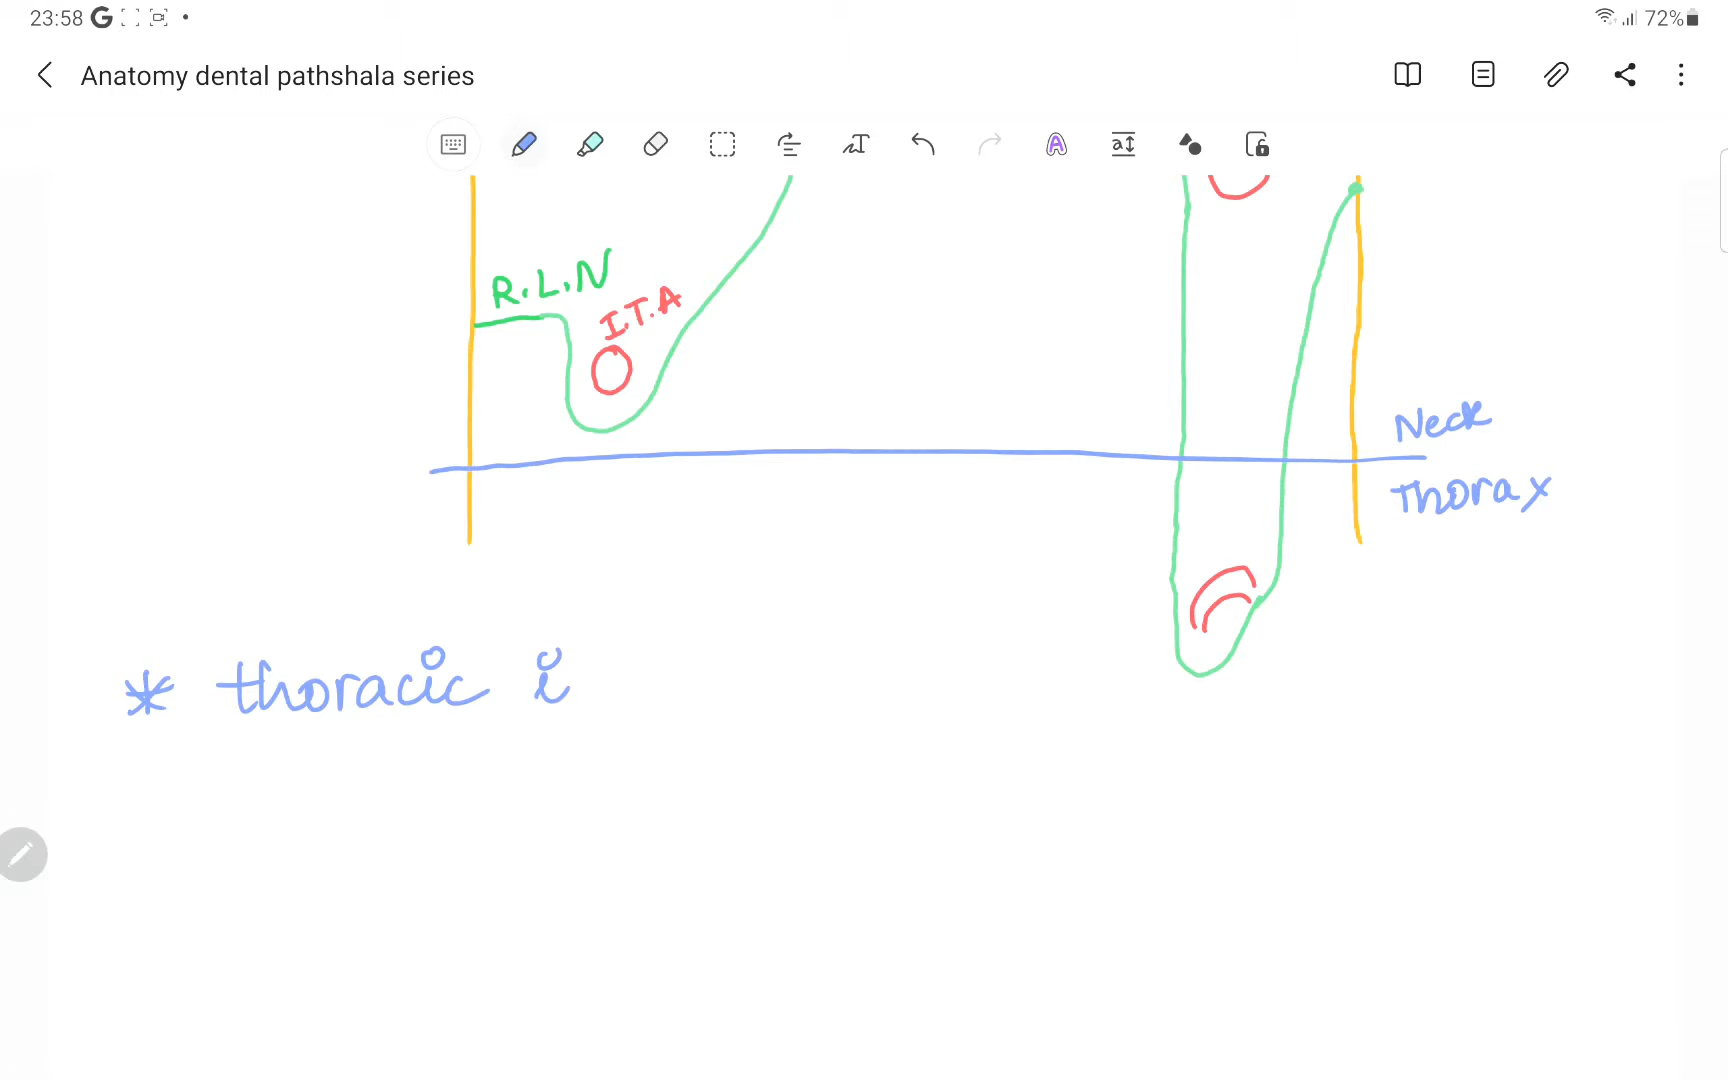 23:58 G 72%
Anatomy dental pathshala series
R.L.N
I.T.A
Neck
Thorax
* thoracic i